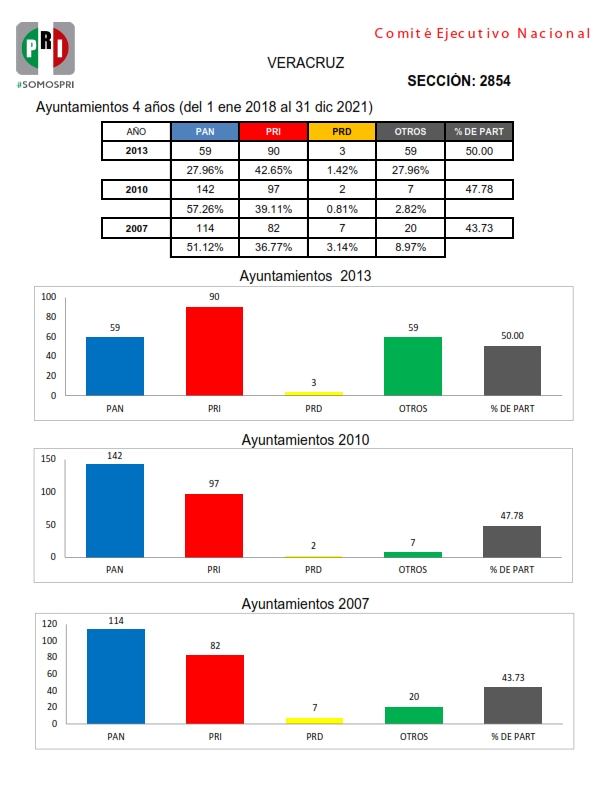 Comité Ejecutivo Nacional
PRI
#SOMOSPRI
VERACRUZ
SECCIÓN: 2854
Ayuntamientos 4 años (del 1 ene 2018 al 31 dic 2021)
AÑO PAN PRI PRD OTROS % DE PART
2013 59 90 3 59 50.00
27.96% 42.65% 1.42% 27.96%
2010 142 97 2 7 47.78
57.26% 39.11% 0.81% 2.82%
2007 114 82 7 20 43.73
51.12% 36.77% 3.14% 8.97%
Ayuntamientos 2013
100
80
60
40
20
0
59 90 3 59 50.00
PAN PRI PRD OTROS % DE PART
Ayuntamientos 2010
150
100
50
0
142 97 2 7 47.78
PAN PRI PRD OTROS % DE PART
Ayuntamientos 2007
120
100
80
60
40
20
0
114 82 7 20 43.73
PAN PRI PRD OTROS % DE PART